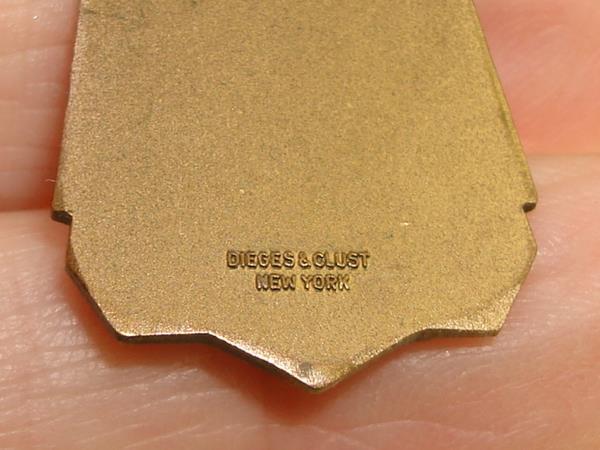 DIEGES & CLUST
NEW YORK